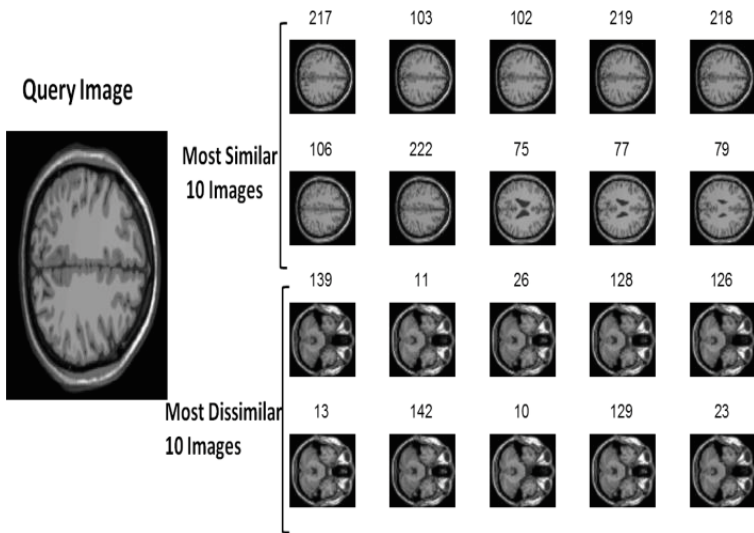 217 103 102 219 218
Query Image
Most Similar
10 Images
106 222 75 77 79
139 11 26 128 126
Most Dissimilar
10 Images
13 142 10 129 23